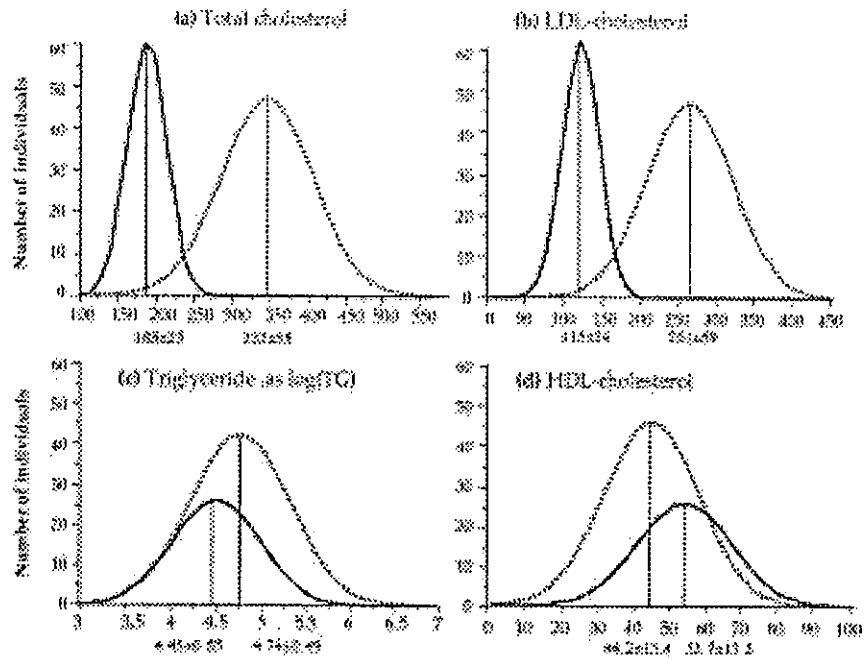 (a) Total cholesterol
(b) LDL-cholesterol
Number of individuals
60
50
40
30
20
10
0
100 150 200 250 300 350 400 450 500 550
60
50
40
30
20
10
0
0 50 100 150 200 250 300 350 400 450
(c) Triglyceride as log(TG)
(d) HDL-cholesterol
Number of individuals
60
50
40
30
20
10
0
3 3.5 4 4.5 5 5.5 6 6.5 7
60
50
40
30
20
10
0
0 10 20 30 40 50 60 70 80 90 100